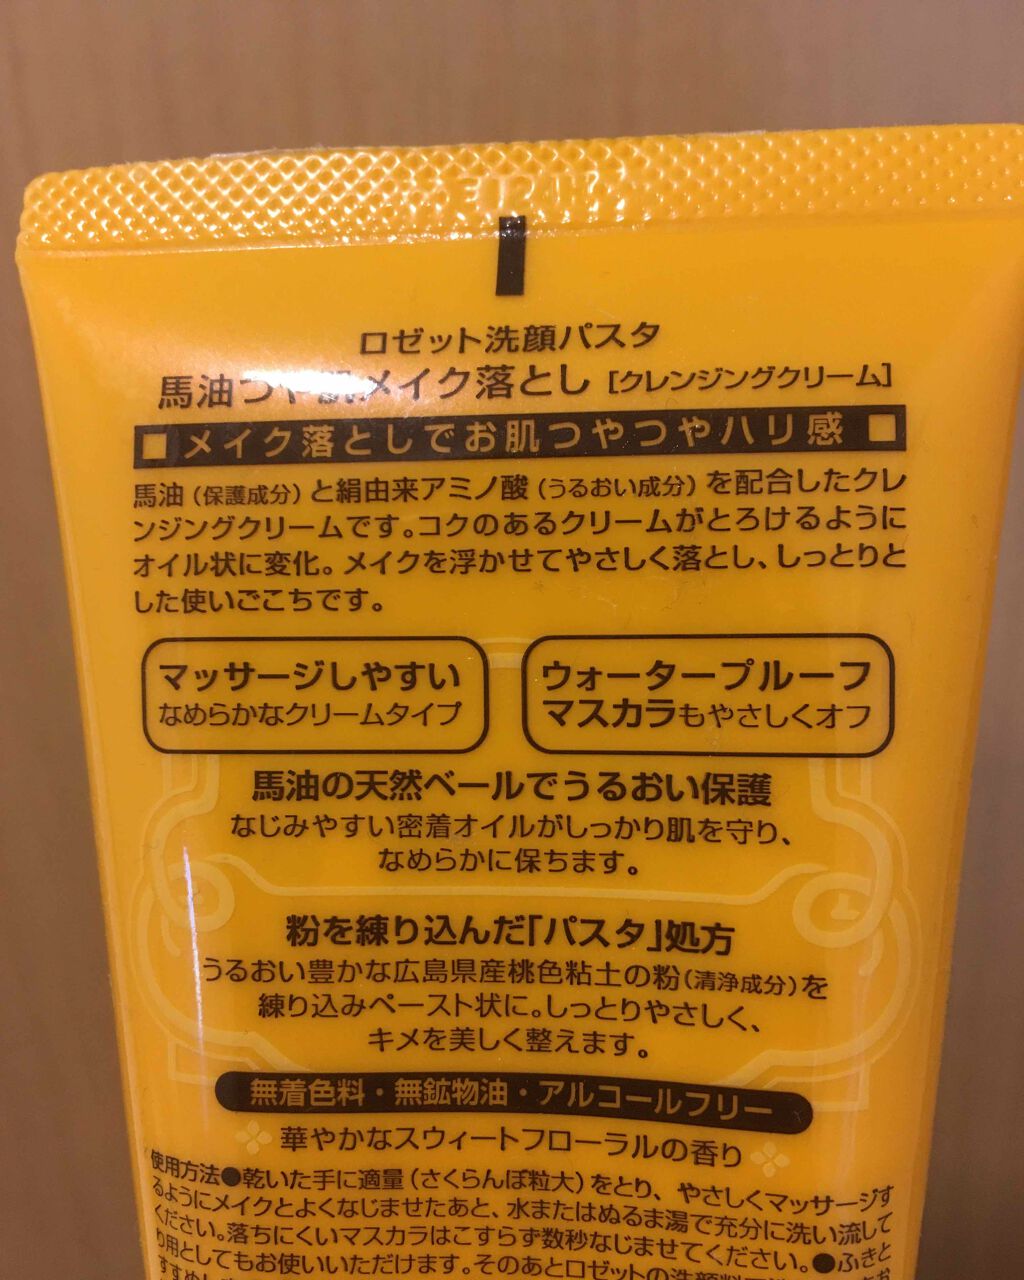 ロゼット洗顔パスタ
馬油つや肌メイク落とし [クレンジングクリーム]
メイク落としでお肌つやつやハリ感
馬油(保護成分)と絹由来アミノ酸(うるおい成分)を配合したクレ
ンジングクリームです。コクのあるクリームがとろけるように
オイル状に変化。メイクを浮かせてやさしく落とし、しっとりと
した使いごこちです。
マッサージしやすい
なめらかなクリームタイプ
ウォータープルーフ
マスカラもやさしくオフ
馬油の天然ベールでうるおい保護
なじみやすい密着オイルがしっかり肌を守り、
なめらかに保ちます。
粉を練り込んだ「パスタ」処方
うるおい豊かな広島県産桃色粘土の粉(清浄成分)を
練り込みペースト状に。しっとりやさしく、
キメを美しく整えます。
無着色料・無鉱物油・アルコールフリー
華やかなスウィートフローラルの香り
使用方法●乾いた手に適量(さくらんぼ粒大)をとり、やさしくマッサージす
るようにメイクとよくなじませたあと、水またはぬるま湯で充分に洗い流して
ください。落ちにくいマスカラはこすらず数秒なじませてください。●ふきと
り用としてもお使いいただけます。そのあとロゼットの洗顔料